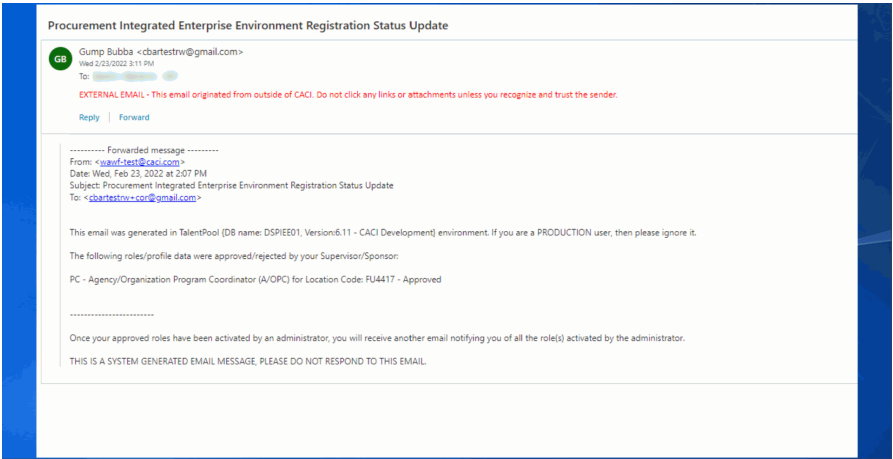 Procurement Integrated Enterprise Environment Registration Status Update
GB
Gump Bubba <cbartestrw@gmail.com>
Wed 2/23/2022 3:11 PM
To:
EXTERNAL EMAIL - This email originated from outside of CACI. Do not click any links or attachments unless you recognize and trust the sender.
Reply | Forward
---------- Forwarded message ---------
From: <wawf-test@caci.com>
Date: Wed, Feb 23, 2022 at 2:07 PM
Subject: Procurement Integrated Enterprise Environment Registration Status Update
To: <cbartestrw+cor@gmail.com>
This email was generated in TalentPool {DB name: DSPIEE01, Version:6.11 - CACI Development} environment. If you are a PRODUCTION user, then please ignore it.
The following roles/profile data were approved/rejected by your Supervisor/Sponsor:
PC - Agency/Organization Program Coordinator (A/OPC) for Location Code: FU4417 - Approved
------------------------
Once your approved roles have been activated by an administrator, you will receive another email notifying you of all the role(s) activated by the administrator.
THIS IS A SYSTEM GENERATED EMAIL MESSAGE, PLEASE DO NOT RESPOND TO THIS EMAIL.